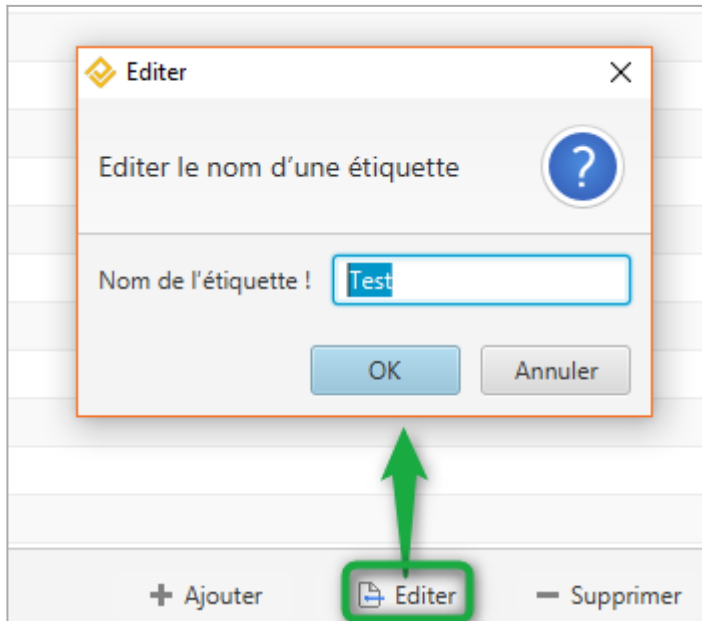 Editer
Editer le nom d’une étiquette
?
Nom de l'étiquette !
Test
OK
Annuler
Ajouter
Editer
Supprimer